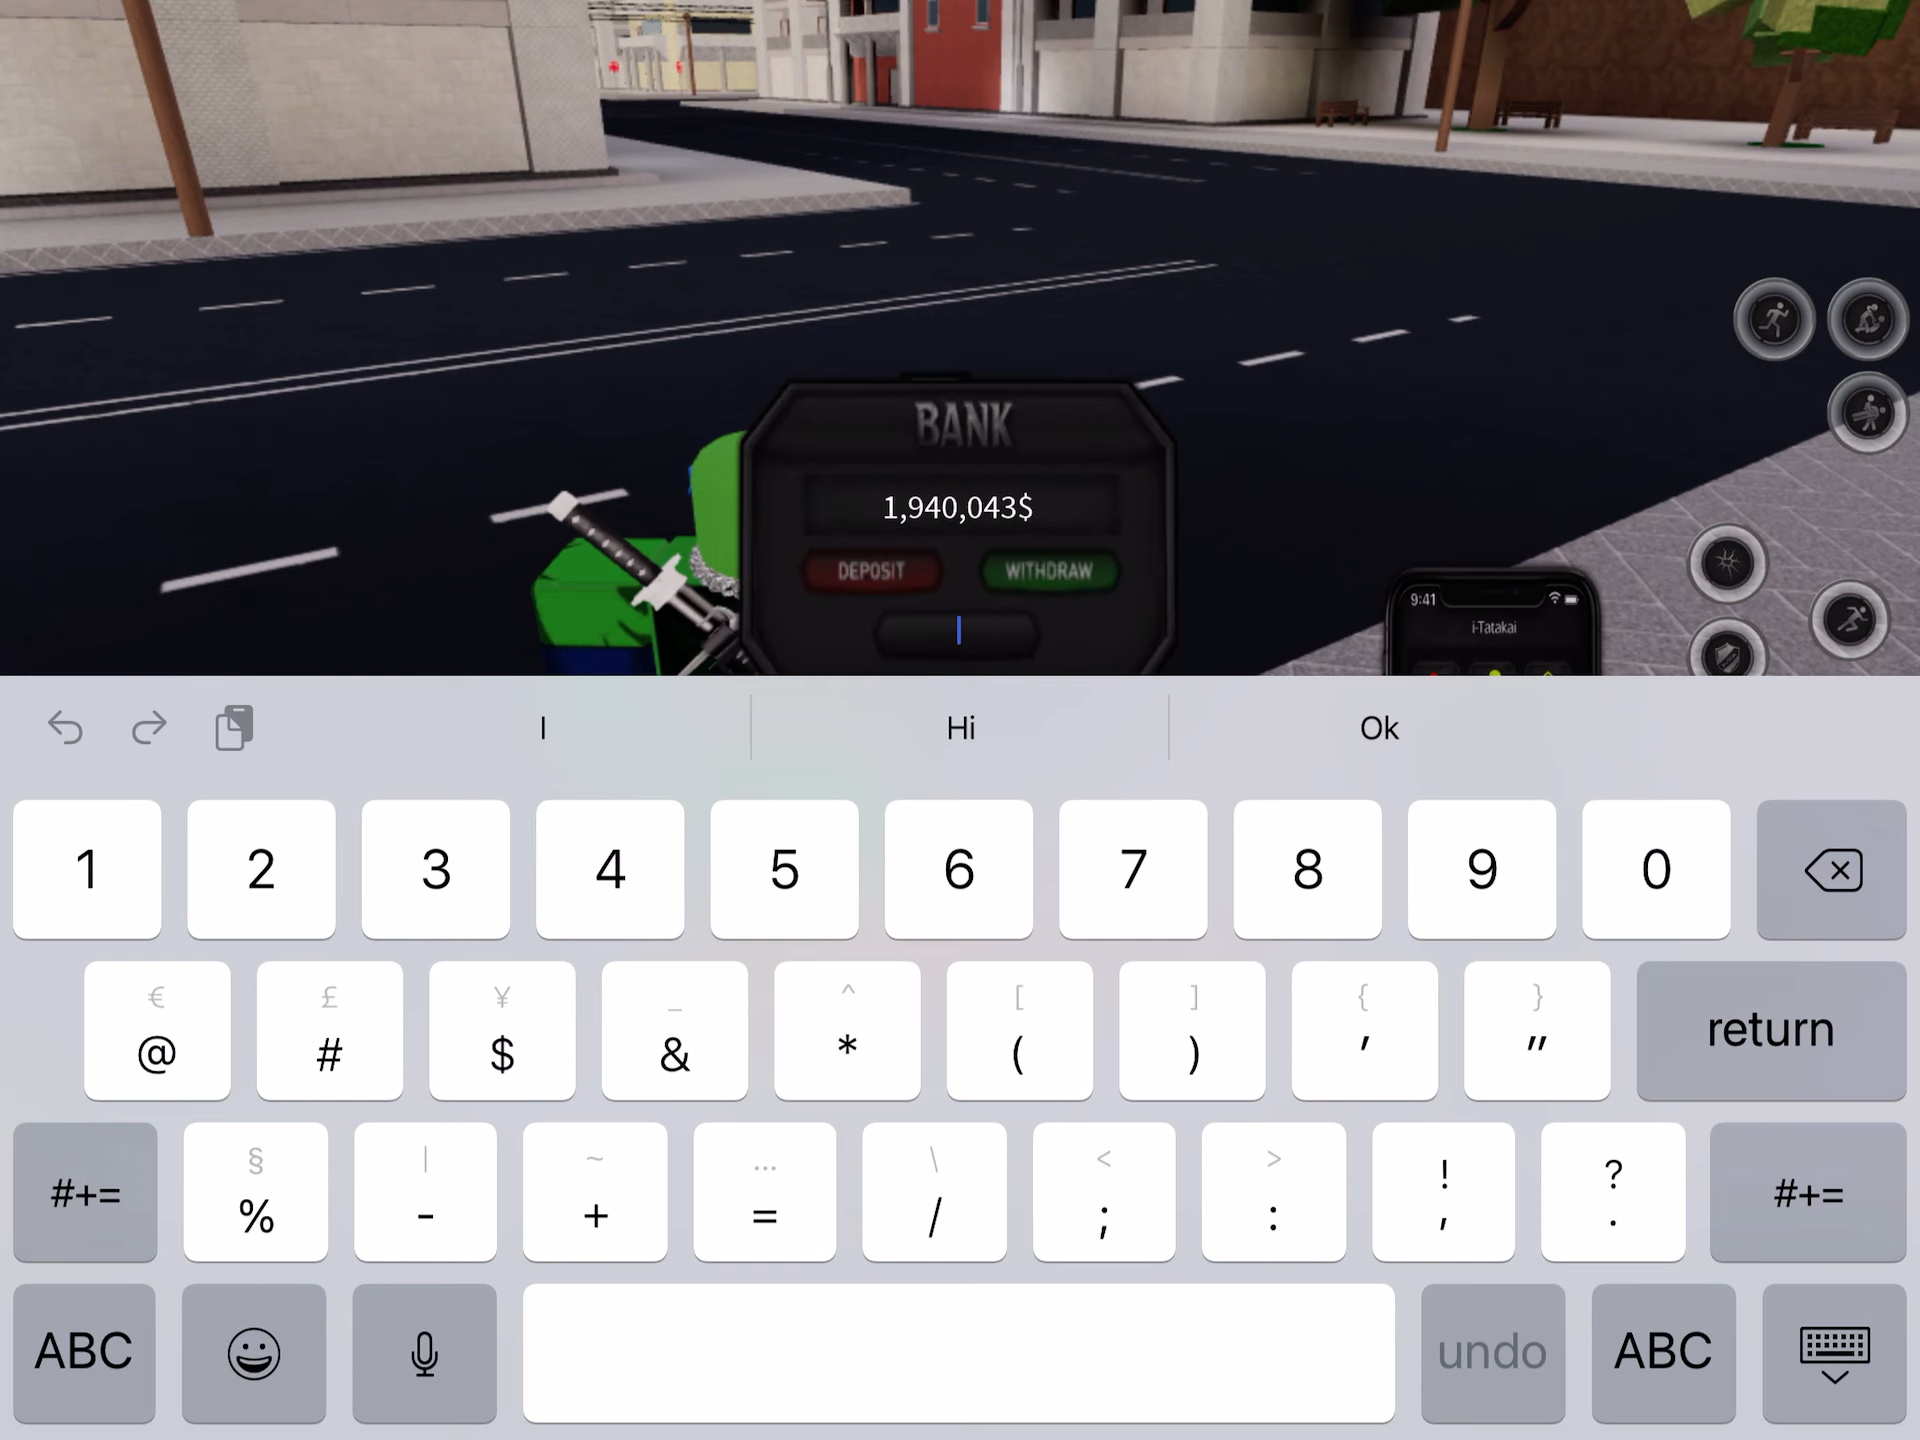 BANK
1,940,043$
DEPOSIT WITHDRAW
9:41
i-Tatakai
I Hi Ok
1 2 3 4 5 6 7 8 9 0
€ £ ¥ _ ^ [ ] { }
@ # $ & * ( ) ' " return
§ | ~ … \ < > ! ?
#+= % - + = / ; : , . #+=
ABC undo ABC